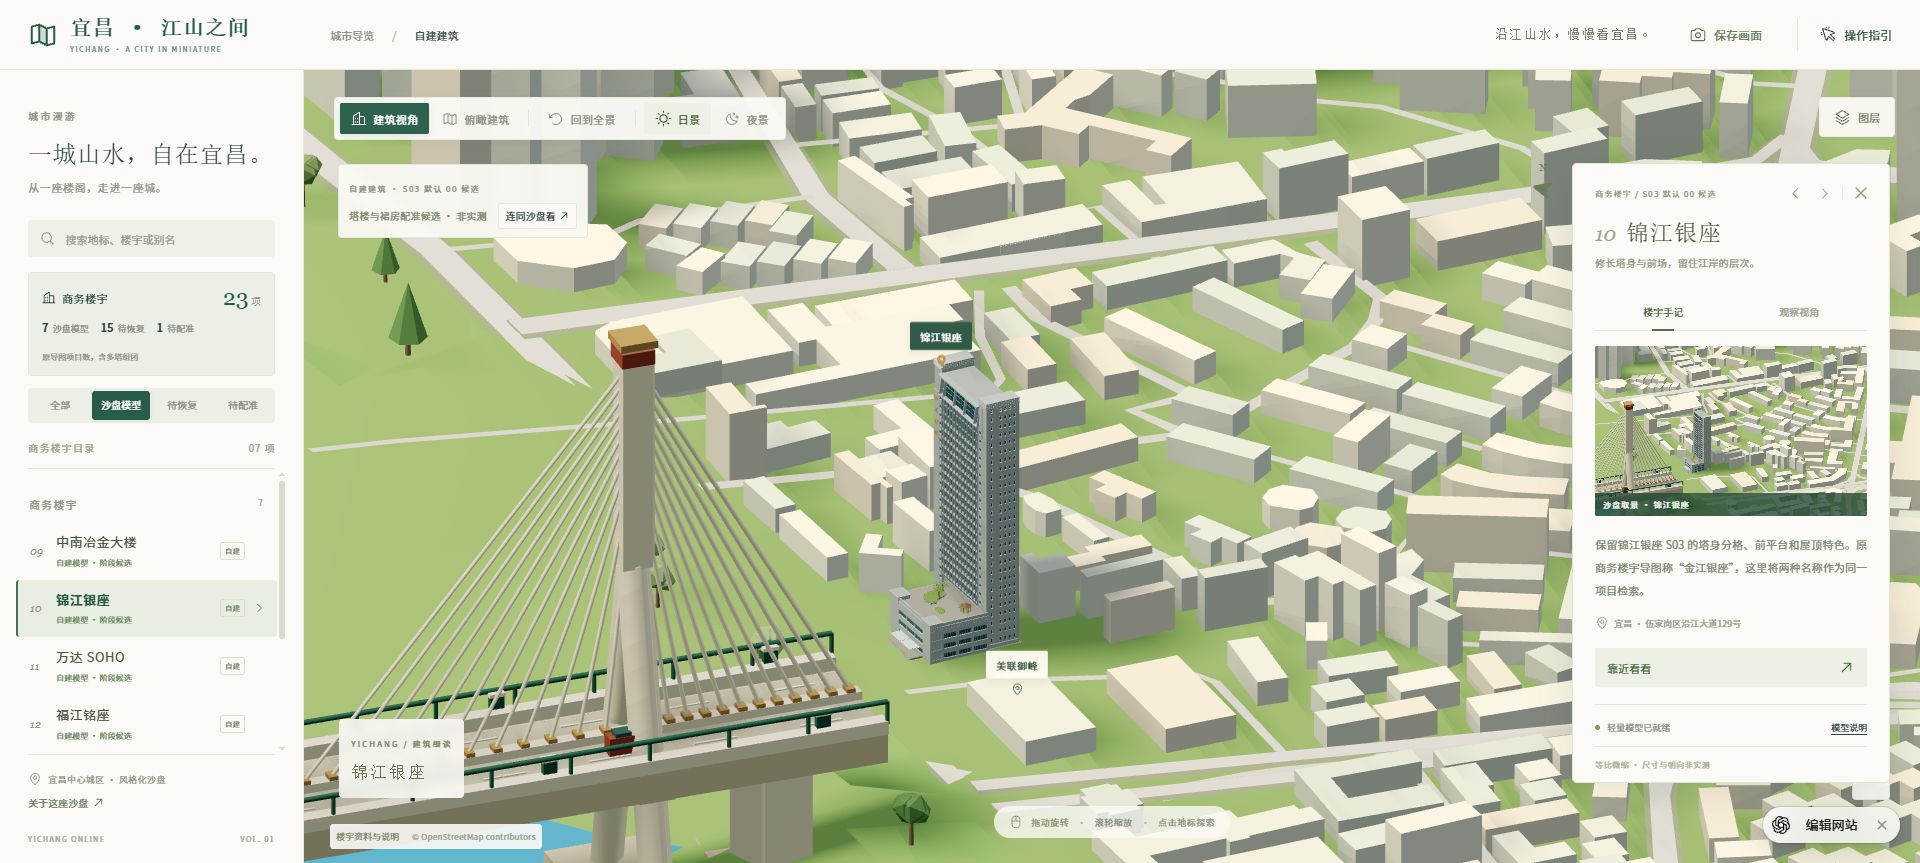 宜昌 • 江山之间
YICHANG • A CITY IN MINIATURE
城市导览 / 自建建筑
沿江山水，慢慢看宜昌。
保存画面
操作指引
城市漫游
一城山水，自在宜昌。
从一座楼阁，走进一座城。
搜索地标、楼宇或别名
商务楼宇
23 项
7 沙盘模型 15 待恢复 1 待配准
原导图项目数，含多塔组团
全部 沙盘模型 待恢复 待配准
商务楼宇目录 07 项
商务楼宇 7
09 中南冶金大楼 自建
自建模型 • 阶段候选
10 锦江银座 自建
自建模型 • 阶段候选
11 万达 SOHO 自建
自建模型 • 阶段候选
12 福江铭座 自建
自建模型 • 阶段候选
宜昌中心城区 • 风格化沙盘
关于这座沙盘
YICHANG ONLINE VOL. 01
建筑视角 俯瞰建筑 回到全景 日景 夜景
自建建筑 • S03 默认 00 候选
塔楼与裙房配准候选 • 非实测 连同沙盘看
锦江银座
美联御峰
YICHANG / 建筑细读
锦江银座
楼宇资料与说明 © OpenStreetMap contributors
拖动旋转 • 滚轮缩放 • 点击地标探索
图层
商务楼宇 / S03 默认 00 候选
10 锦江银座
修长塔身与前场，留住江岸的层次。
楼宇手记 观察视角
沙盘取景 • 锦江银座
保留锦江银座 S03 的塔身分格、前平台和屋顶特色。原
商务楼宇导图称“金江银座”，这里将两种名称作为同一
项目检索。
宜昌 • 伍家岗区沿江大道129号
靠近看看
轻量模型已就绪 模型说明
等比微缩 • 尺寸与朝向非实测
编辑网站